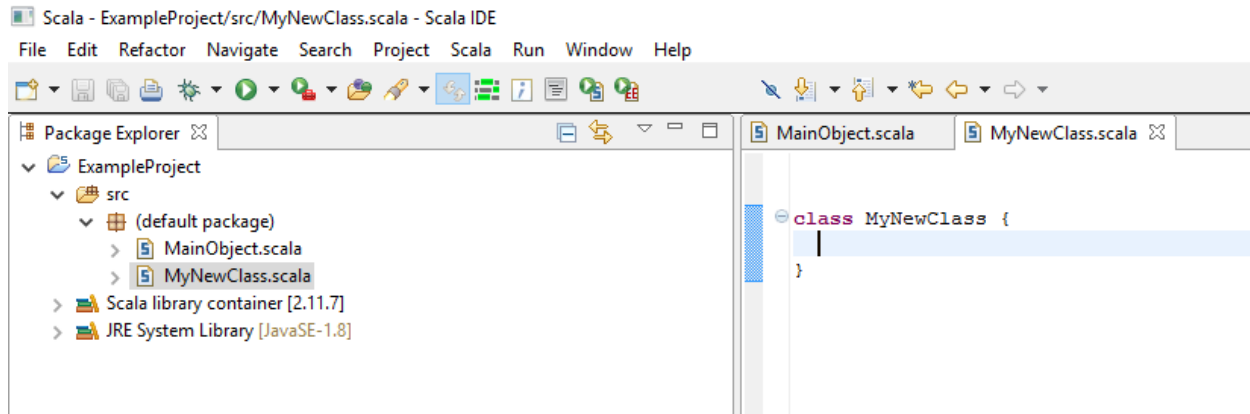 Scala - ExampleProject/src/MyNewClass.scala - Scala IDE
File Edit Refactor Navigate Search Project Scala Run Window Help
Package Explorer
ExampleProject
src
(default package)
MainObject.scala
MyNewClass.scala
Scala library container [2.11.7]
JRE System Library [JavaSE-1.8]
MainObject.scala MyNewClass.scala
class MyNewClass {
}